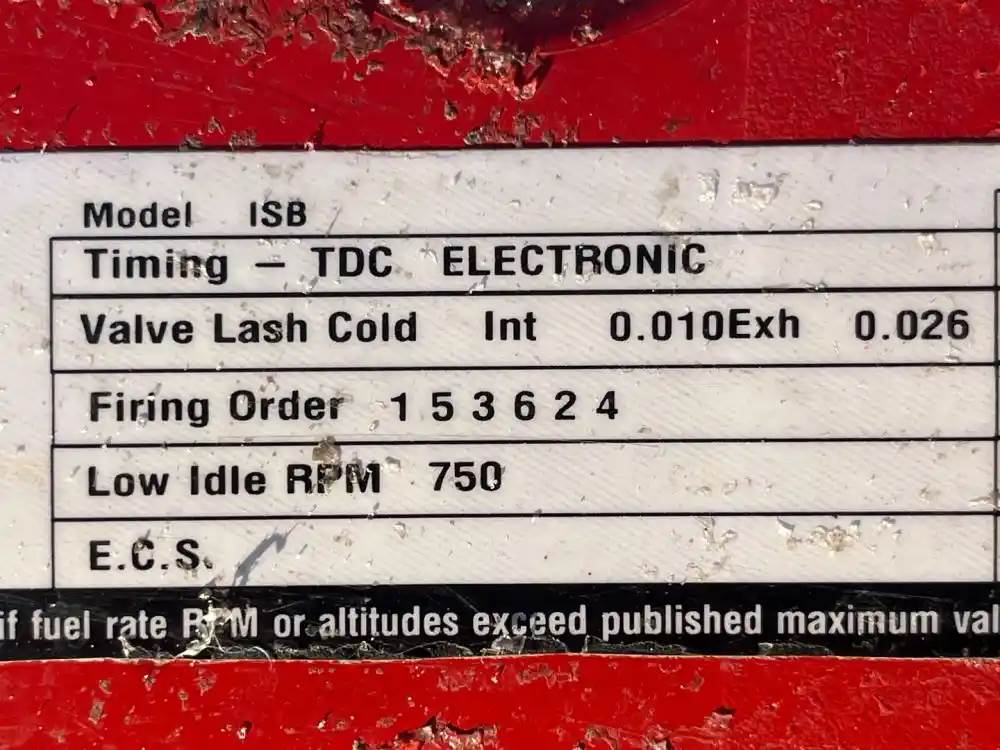 Model ISB
Timing – TDC ELECTRONIC
Valve Lash Cold Int 0.010Exh 0.026
Firing Order 1 5 3 6 2 4
Low Idle RPM 750
E.C.S.
if fuel rate RPM or altitudes exceed published maximum val